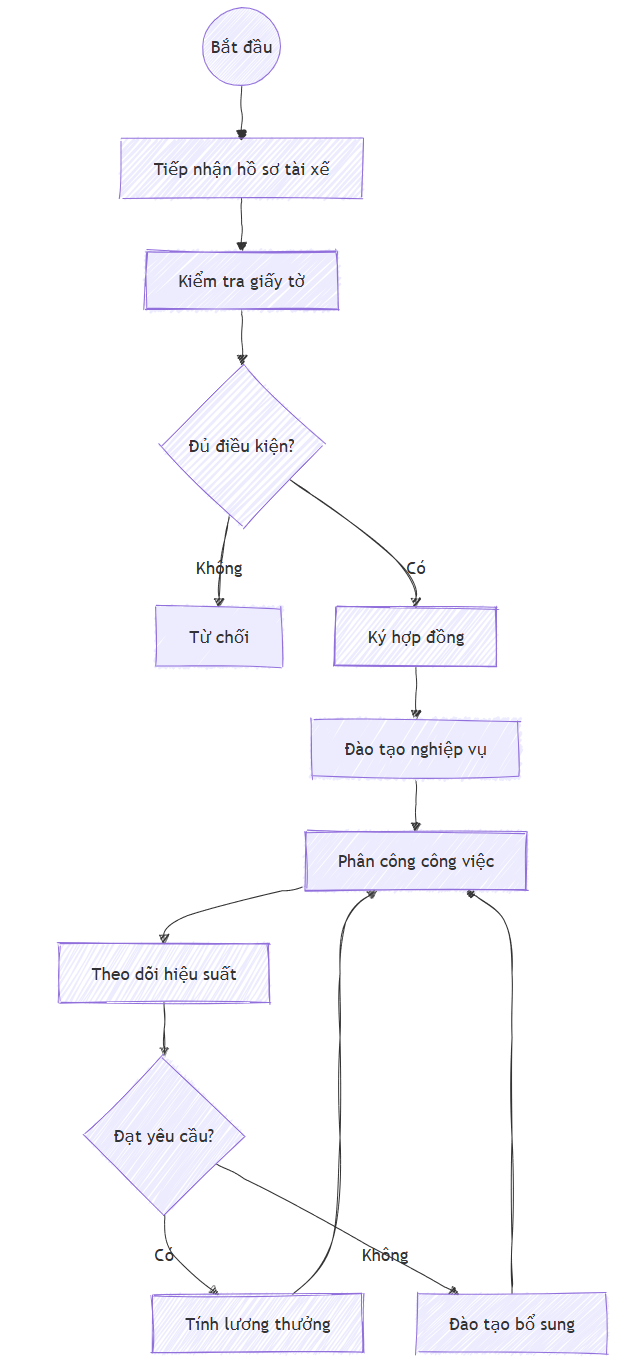 Bắt đầu
Tiếp nhận hồ sơ tài xế
Kiểm tra giấy tờ
Đủ điều kiện?
Không
Có
Từ chối
Ký hợp đồng
Đào tạo nghiệp vụ
Phân công công việc
Theo dõi hiệu suất
Đạt yêu cầu?
Có
Không
Tính lương thưởng
Đào tạo bổ sung